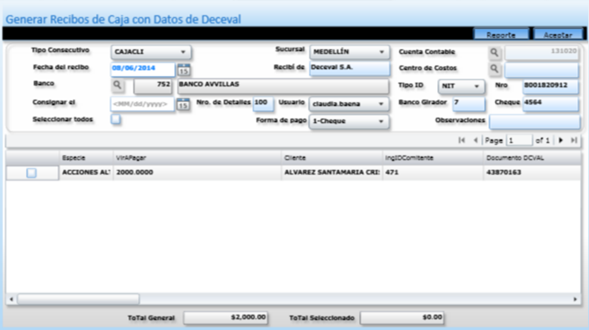 Generar Recibos de Caja con Datos de Deceval
Reporte Aceptar
Tipo Consecutivo CAJACLI Sucursal MEDELLÍN Cuenta Contable 131020
Fecha del recibo 08/06/2014 15 Recibí de Deceval S.A. Centro de Costos
Banco 752 BANCO AVVILLAS Tipo ID NIT Nro 8001820912
Consignar el <MM/dd/yyyy> 15 Nro. de Detalles 100 Usuario claudia.baena Banco Girador 7 Cheque 4564
Seleccionar todos Forma de pago 1-Cheque Observaciones
Page 1 of 1
Especie VlrAPagar Cliente lngIDComitente Documento DCVAL
ACCIONES AL 2000.0000 ALVAREZ SANTAMARIA CRI 471 43870163
ToTal General $2,000.00 ToTal Seleccionado $0.00